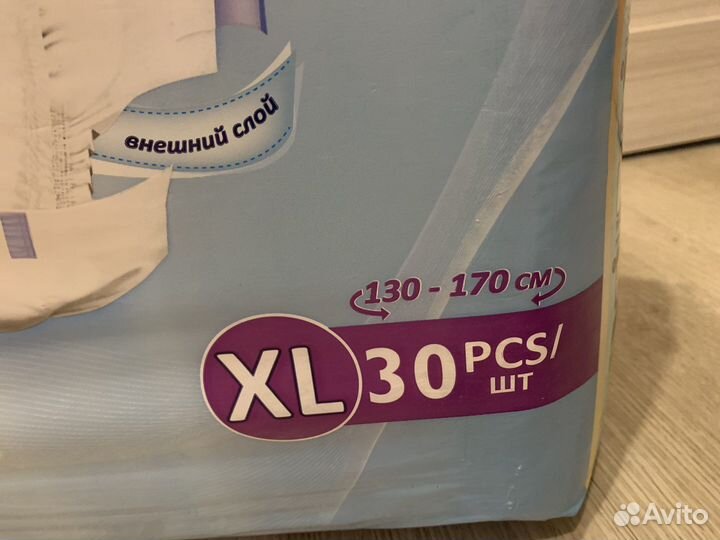 внешний слой
130 - 170 см
XL 30 PCS/
шт
Avito